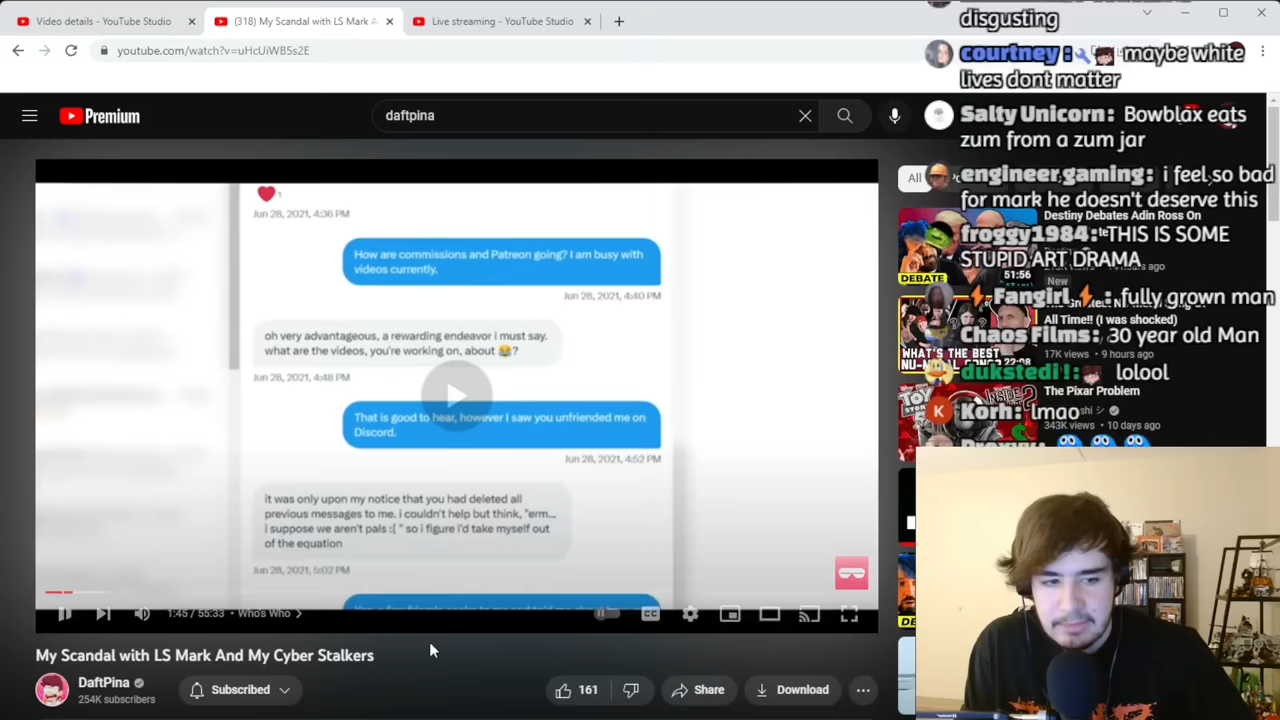 Video details - YouTube Studio
(318) My Scandal with LS Mark A
Live streaming - YouTube Studio
youtube.com/watch?v=uHcUiWB5s2E
Premium
daftpina
1
Jun 28, 2021, 4:36 PM
How are commissions and Patreon going? I am busy with
videos currently.
Jun 28, 2021, 4:40 PM
oh very advantageous, a rewarding endeavor i must say.
what are the videos, you're working on, about 😂?
Jun 28, 2021, 4:48 PM
That is good to hear, however I saw you unfriended me on
Discord.
Jun 28, 2021, 4:52 PM
it was only upon my notice that you had deleted all
previous messages to me. i couldn't help but think, "erm...
i suppose we aren't pals :[ " so i figure i'd take myself out
of the equation
Jun 28, 2021, 5:02 PM
1:45 / 55:33 • Who's Who >
CC
My Scandal with LS Mark And My Cyber Stalkers
DaftPina
254K subscribers
Subscribed
161
Share
Download
All
disgusting
courtney : maybe white
lives dont matter
Salty Unicorn: Bowblax eats
zum from a zum jar
engineer gaming: i feel so bad
for mark he doesn't deserve this
froggy1984: THIS IS SOME
STUPID ART DRAMA
⚡ Fangirl ⚡: fully grown man
Chaos Films: 30 year old Man
dukstedi !: lolool
K Korh: lmao
Destiny Debates Adin Ross On
DEBATE
51:56
ago
New
All Time!! (I was shocked)
17K views • 9 hours ago
WHAT'S THE BEST
22:08
The Pixar Problem
343K views • 10 days ago